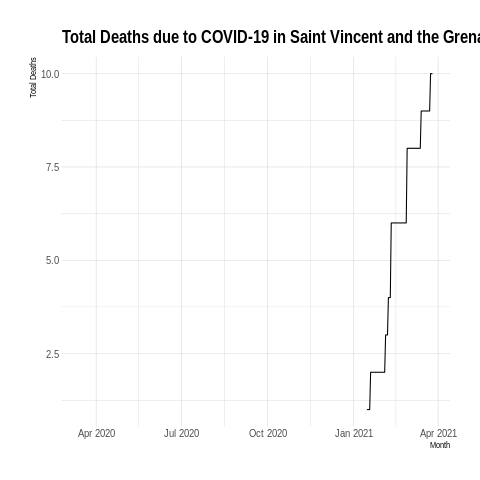 Total Deaths due to COVID-19 in Saint Vincent and the Grena
Total Deaths
10.0
7.5
5.0
2.5
Apr 2020 Jul 2020 Oct 2020 Jan 2021 Apr 2021
Month